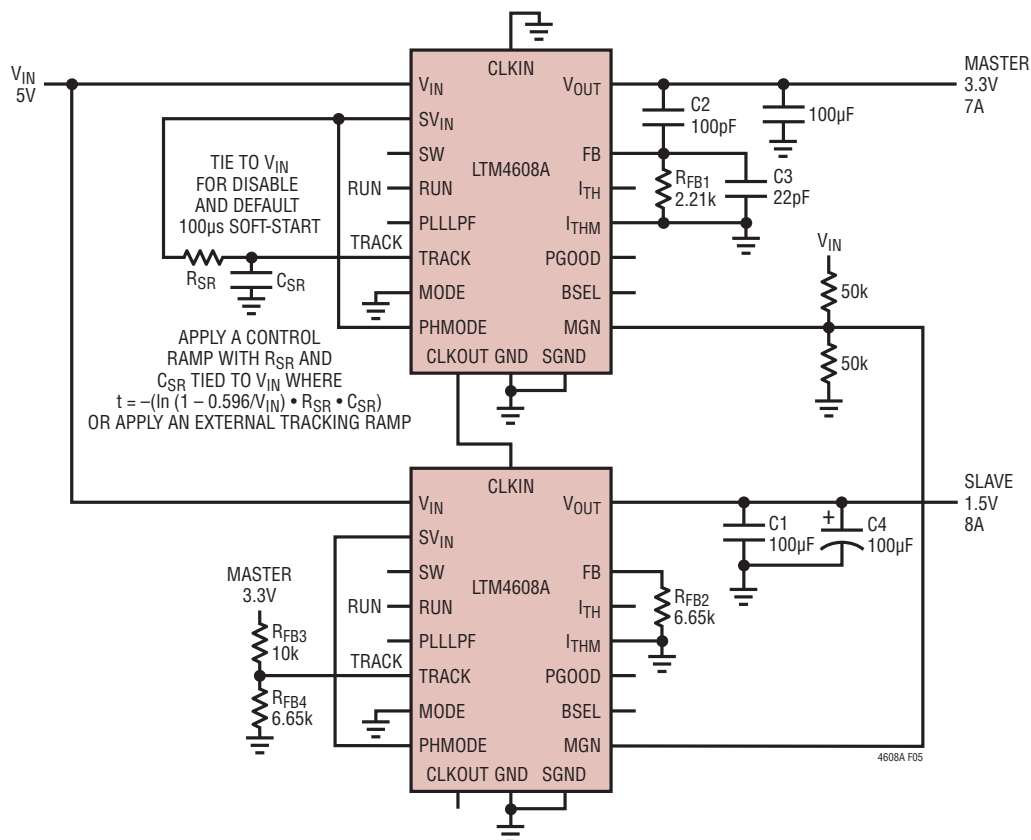 CLKIN
V_IN
5V
V_IN
SV_IN
SW
RUN
RUN
PLLLPF
TRACK
TRACK
MODE
PHMODE
LTM4608A
V_OUT
FB
I_TH
I_THM
PGOOD
BSEL
MGN
CLKOUT GND SGND
MASTER
3.3V
7A
C2
100pF
100µF
R_FB1
2.21k
C3
22pF
V_IN
50k
50k
TIE TO V_IN
FOR DISABLE
AND DEFAULT
100µs SOFT-START
R_SR
C_SR
APPLY A CONTROL
RAMP WITH R_SR AND
C_SR TIED TO V_IN WHERE
t = –(ln (1 – 0.596/V_IN) • R_SR • C_SR)
OR APPLY AN EXTERNAL TRACKING RAMP
CLKIN
V_IN
SV_IN
SW
RUN
RUN
PLLLPF
TRACK
TRACK
MODE
PHMODE
LTM4608A
V_OUT
FB
I_TH
I_THM
PGOOD
BSEL
MGN
CLKOUT GND SGND
SLAVE
1.5V
8A
C1
100µF
+
C4
100µF
R_FB2
6.65k
MASTER
3.3V
R_FB3
10k
R_FB4
6.65k
4608A F05